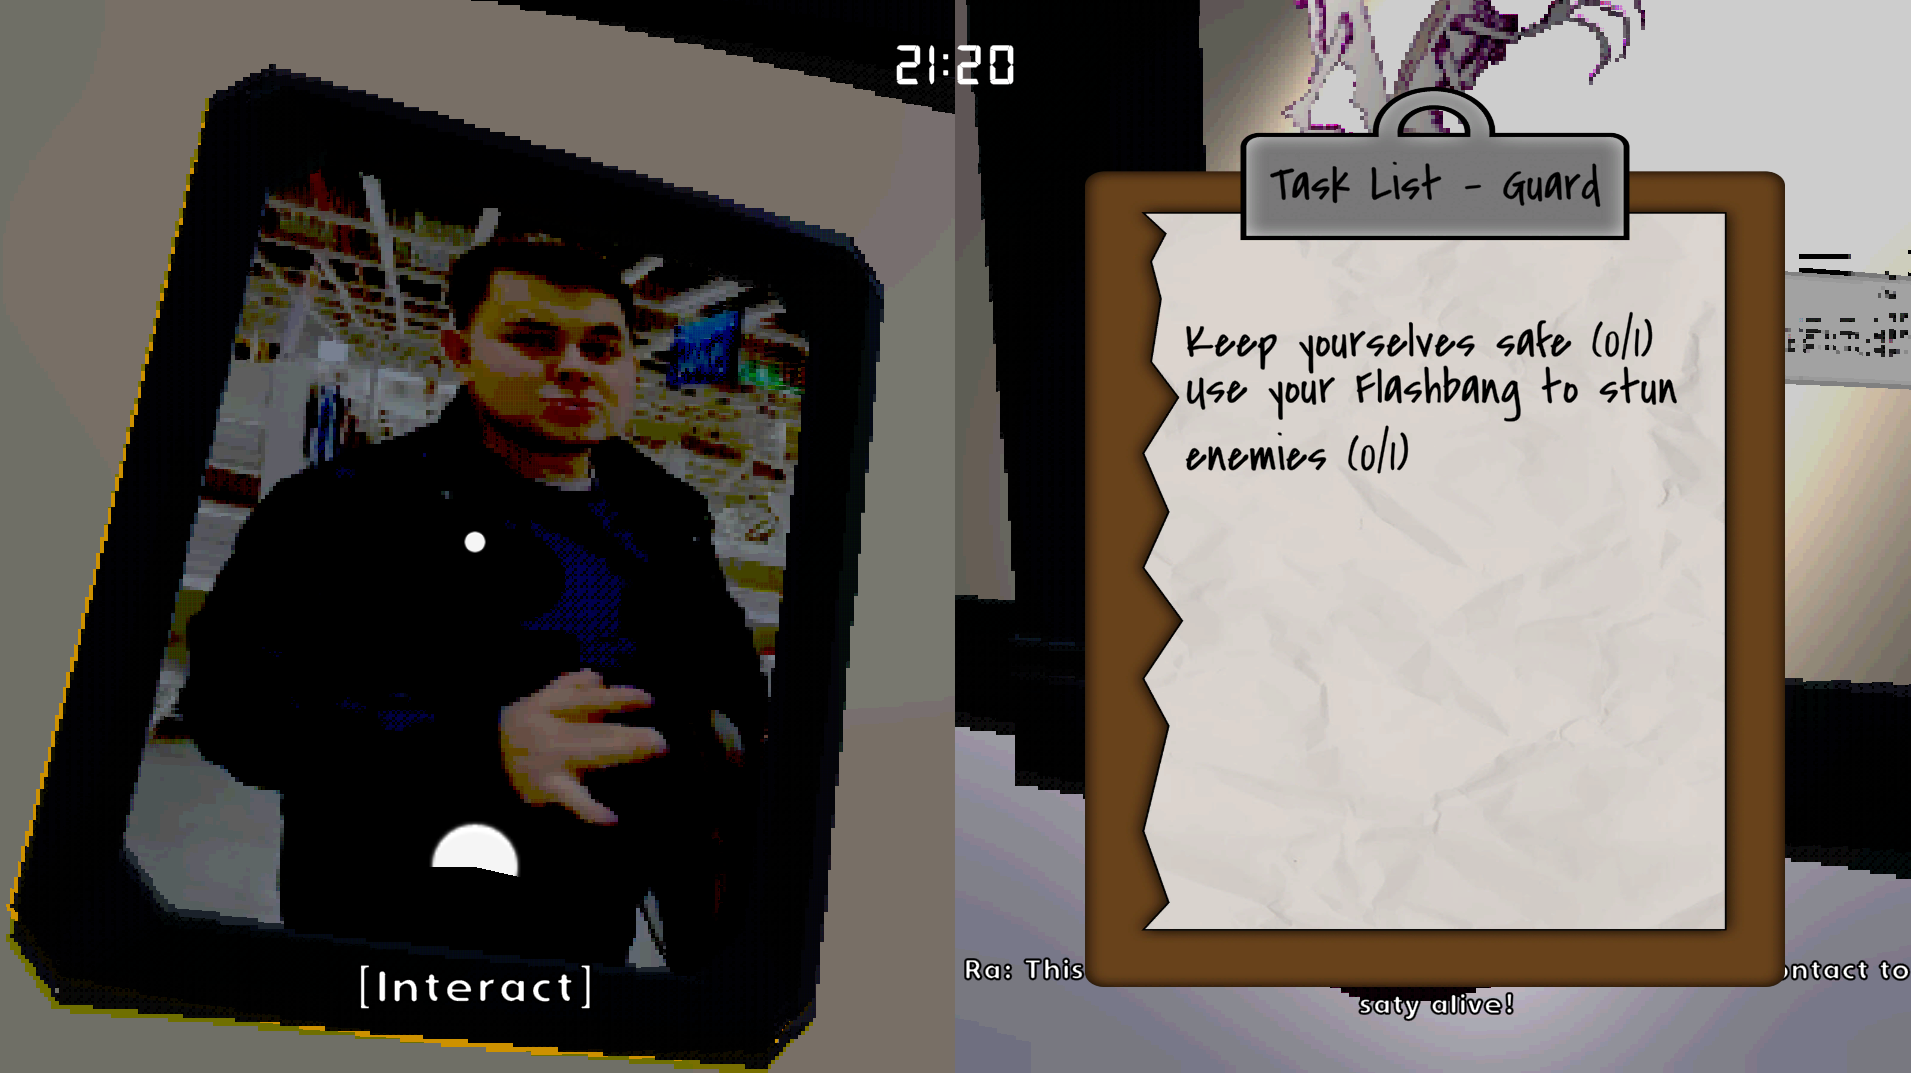 21:20
Task List - Guard
Keep yourselves safe (0/1)
Use your Flashbang to stun
enemies (0/1)
[Interact]
Ra: This ontact to
saty alive!